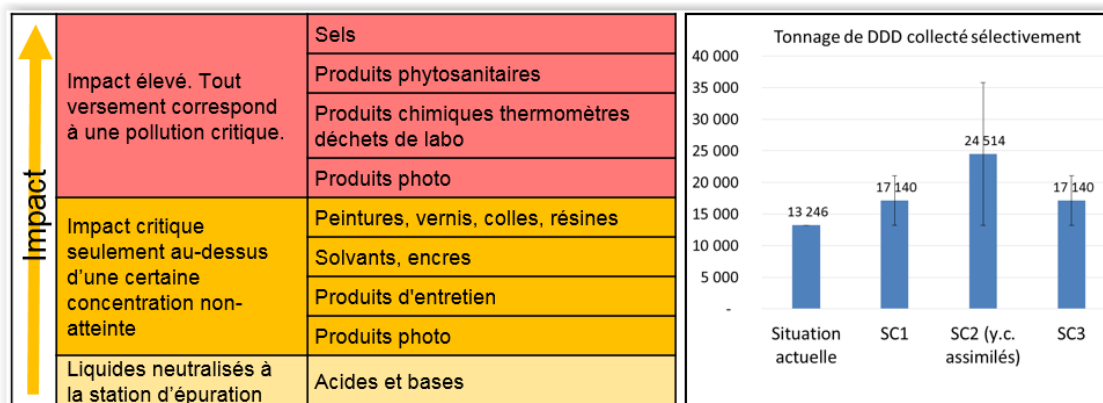 Impact
Impact élevé. Tout
versement correspond
à une pollution critique.
Sels
Produits phytosanitaires
Produits chimiques thermomètres
déchets de labo
Produits photo
Impact critique
seulement au-dessus
d'une certaine
concentration non-
atteinte
Peintures, vernis, colles, résines
Solvants, encres
Produits d'entretien
Produits photo
Liquides neutralisés à
la station d'épuration
Acides et bases
Tonnage de DDD collecté sélectivement
40 000
35 000
30 000
25 000
20 000
15 000
10 000
5 000
-
13 246
17 140
24 514
17 140
Situation
actuelle
SC1
SC2 (y.c.
assimilés)
SC3